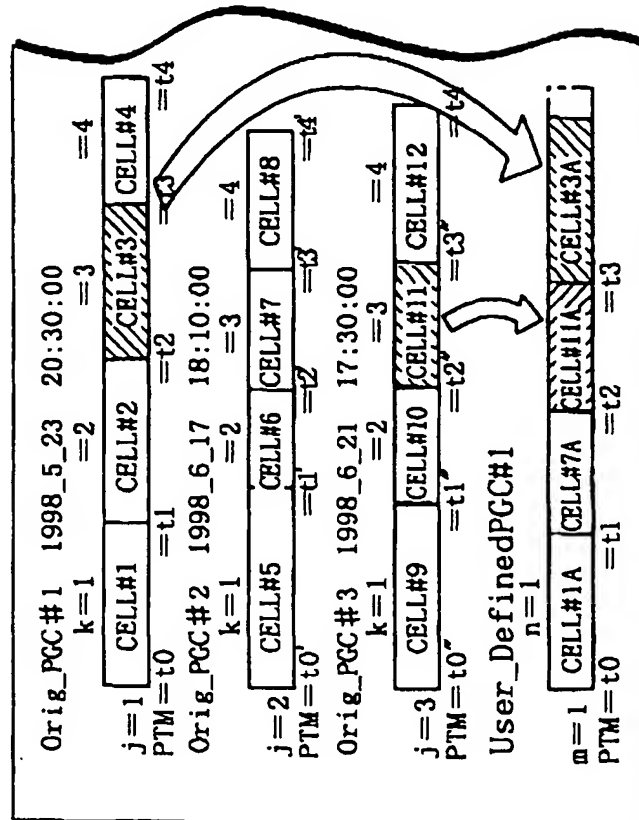 Orig_PGC#1 1998_5_23 20:30:00
k=1 =2 =3 =4
j=1 CELL#1 CELL#2 CELL#3 CELL#4
PTM=t0 =t1 =t2 =t3 =t4
Orig_PGC#2 1998_6_17 18:10:00
k=1 =2 =3 =4
j=2 CELL#5 CELL#6 CELL#7 CELL#8
PTM=t0' =t1' =t2' =t3' =t4'
Orig_PGC#3 1998_6_21 17:30:00
k=1 =2 =3 =4
j=3 CELL#9 CELL#10 CELL#11 CELL#12
PTM=t0" =t1" =t2" =t3" =t4"
User_DefinedPGC#1
n=1
m=1 CELL#1A CELL#7A CELL#11A CELL#3A
PTM=t0 =t1 =t2 =t3